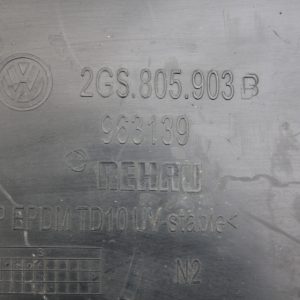 2GS.805.903 B
963139
REHAU
P EPDM TD10 UV-stable<
N2